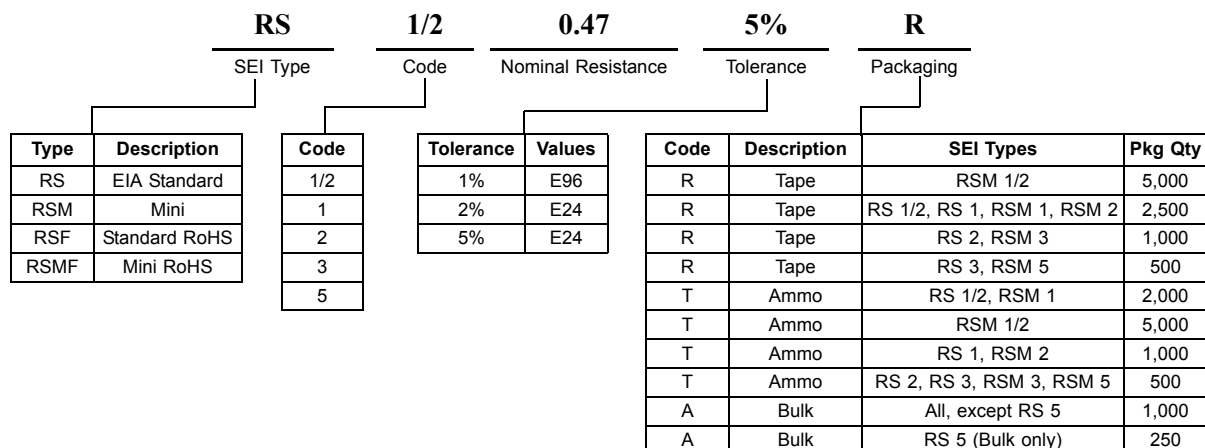 RS 1/2 0.47 5% R
SEI Type Code Nominal Resistance Tolerance Packaging
Type Description
RS EIA Standard
RSM Mini
RSF Standard RoHS
RSMF Mini RoHS
Code
1/2
1
2
3
5
Tolerance Values
1% E96
2% E24
5% E24
Code Description SEI Types Pkg Qty
R Tape RSM 1/2 5,000
R Tape RS 1/2, RS 1, RSM 1, RSM 2 2,500
R Tape RS 2, RSM 3 1,000
R Tape RS 3, RSM 5 500
T Ammo RS 1/2, RSM 1 2,000
T Ammo RSM 1/2 5,000
T Ammo RS 1, RSM 2 1,000
T Ammo RS 2, RS 3, RSM 3, RSM 5 500
A Bulk All, except RS 5 1,000
A Bulk RS 5 (Bulk only) 250